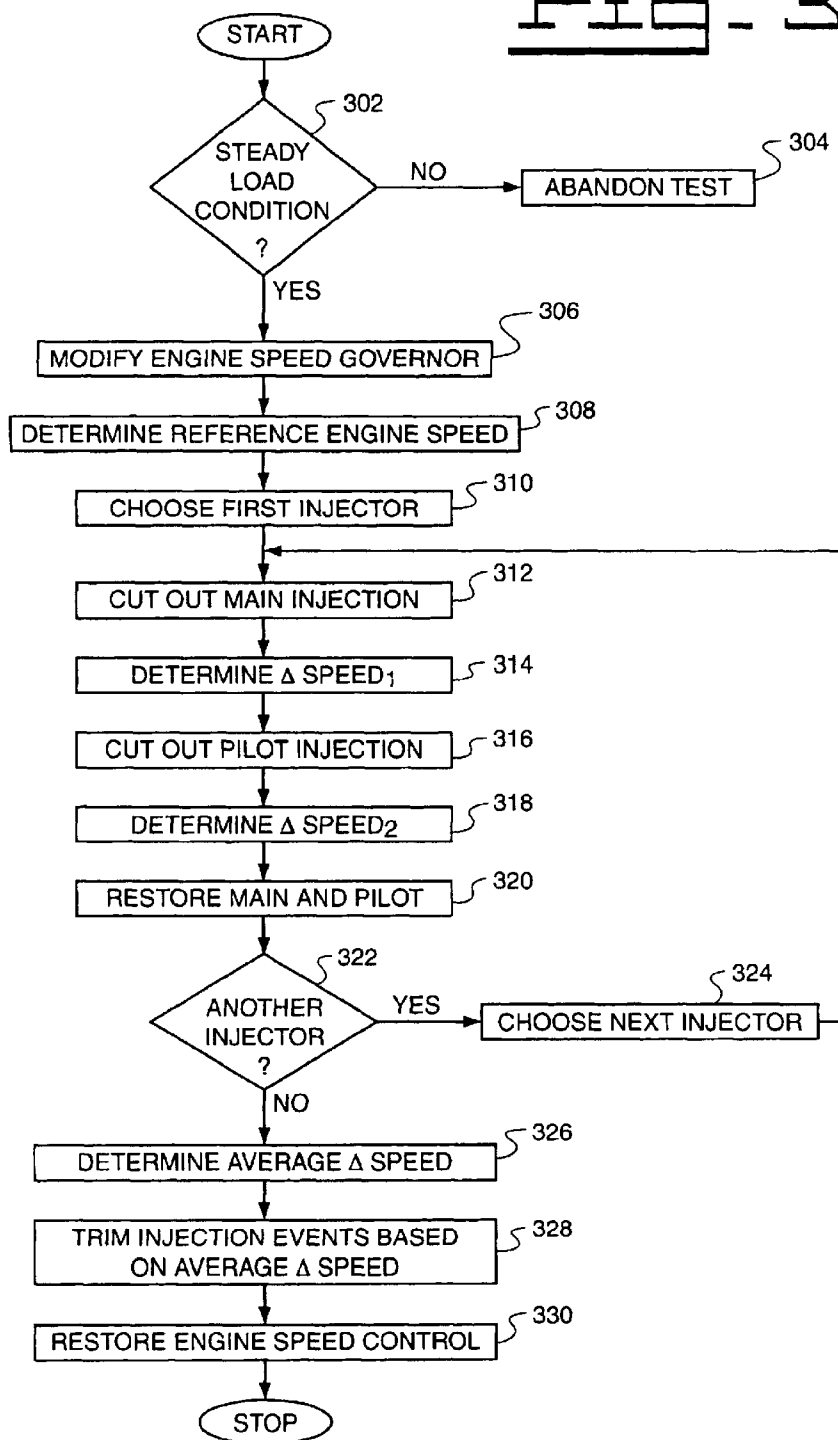 FIG. 3
START
302
STEADY
LOAD
CONDITION
?
NO
304
ABANDON TEST
YES
306
MODIFY ENGINE SPEED GOVERNOR
308
DETERMINE REFERENCE ENGINE SPEED
310
CHOOSE FIRST INJECTOR
312
CUT OUT MAIN INJECTION
314
DETERMINE Δ SPEED1
316
CUT OUT PILOT INJECTION
318
DETERMINE Δ SPEED2
320
RESTORE MAIN AND PILOT
322
ANOTHER
INJECTOR
?
YES
324
CHOOSE NEXT INJECTOR
NO
326
DETERMINE AVERAGE Δ SPEED
328
TRIM INJECTION EVENTS BASED
ON AVERAGE Δ SPEED
330
RESTORE ENGINE SPEED CONTROL
STOP